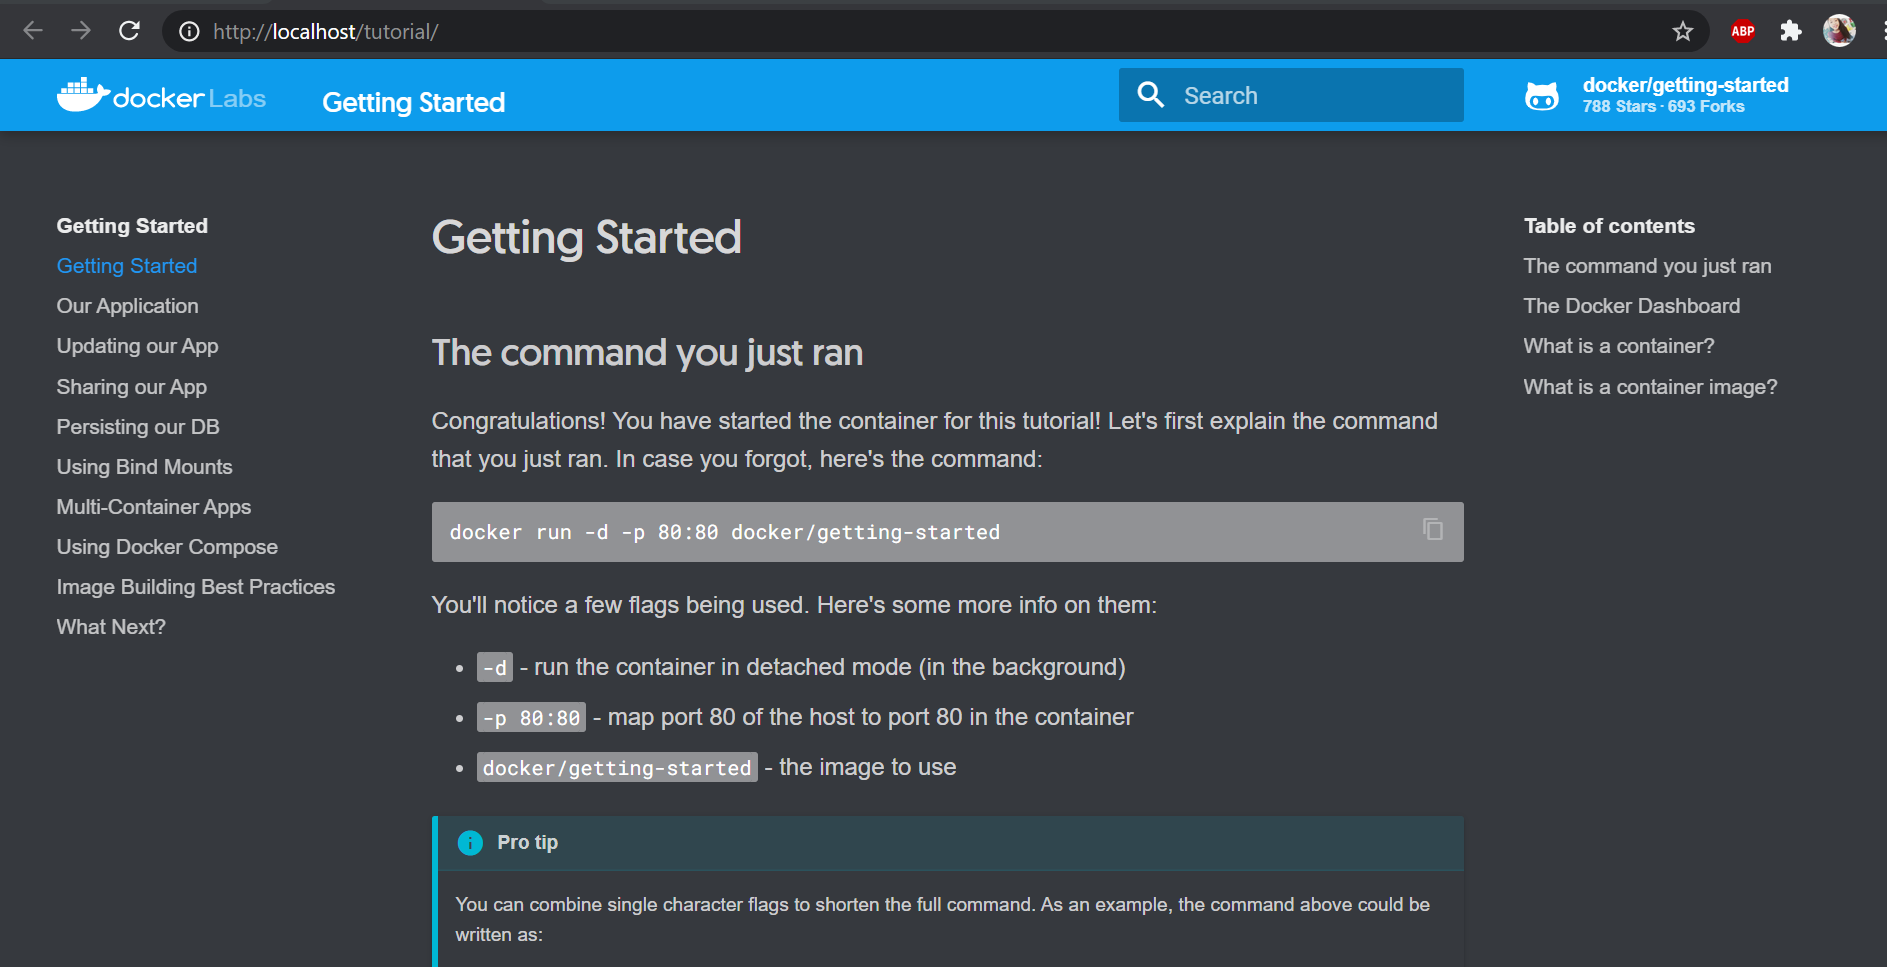 http://localhost/tutorial/
ABP
docker Labs
Getting Started
Search
docker/getting-started
788 Stars · 693 Forks
Getting Started
Getting Started
Our Application
Updating our App
Sharing our App
Persisting our DB
Using Bind Mounts
Multi-Container Apps
Using Docker Compose
Image Building Best Practices
What Next?
Getting Started
The command you just ran
Congratulations! You have started the container for this tutorial! Let's first explain the command
that you just ran. In case you forgot, here's the command:
docker run -d -p 80:80 docker/getting-started
You'll notice a few flags being used. Here's some more info on them:
• -d - run the container in detached mode (in the background)
• -p 80:80 - map port 80 of the host to port 80 in the container
• docker/getting-started - the image to use
Pro tip
You can combine single character flags to shorten the full command. As an example, the command above could be
written as:
Table of contents
The command you just ran
The Docker Dashboard
What is a container?
What is a container image?